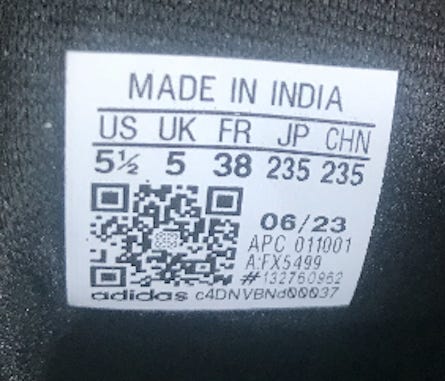 MADE IN INDIA
US UK FR JP CHN
5½ 5 38 235 235
06/23
APC 011001
A:FX5499
#132760962
adidas c4DNVBNd00037